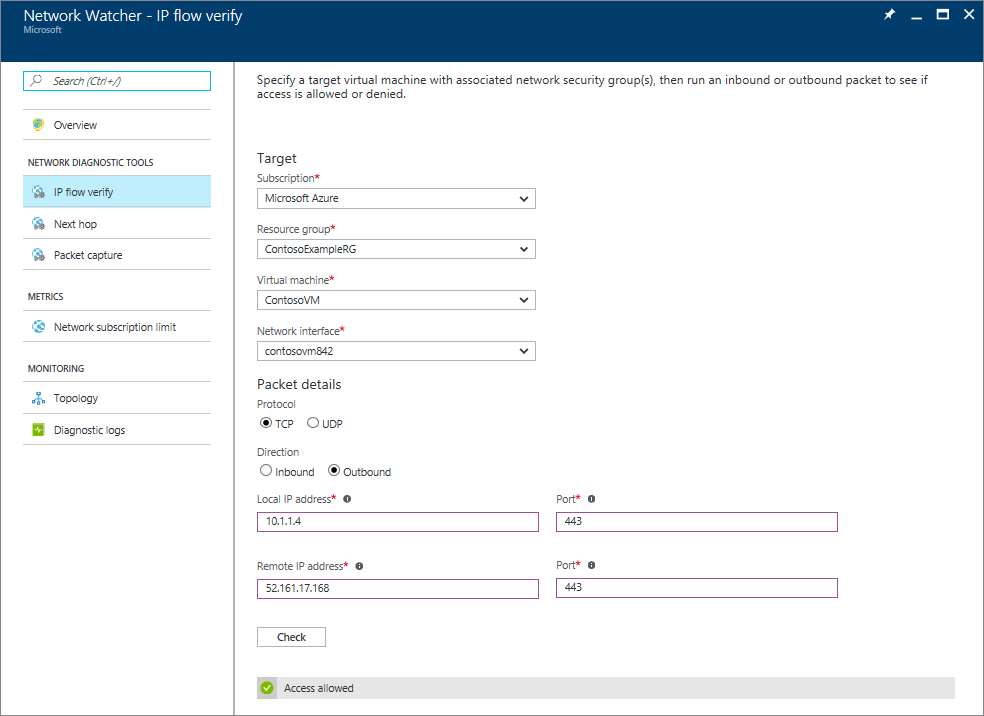 Network Watcher - IP flow verify
Microsoft
Search (Ctrl+/)
Overview
NETWORK DIAGNOSTIC TOOLS
IP flow verify
Next hop
Packet capture
METRICS
Network subscription limit
MONITORING
Topology
Diagnostic logs
Specify a target virtual machine with associated network security group(s), then run an inbound or outbound packet to see if
access is allowed or denied.
Target
Subscription*
Microsoft Azure
Resource group*
ContosoExampleRG
Virtual machine*
ContosoVM
Network interface*
contosovm842
Packet details
Protocol
TCP UDP
Direction
Inbound Outbound
Local IP address* Port*
10.1.1.4 443
Remote IP address* Port*
52.161.17.168 443
Check
Access allowed